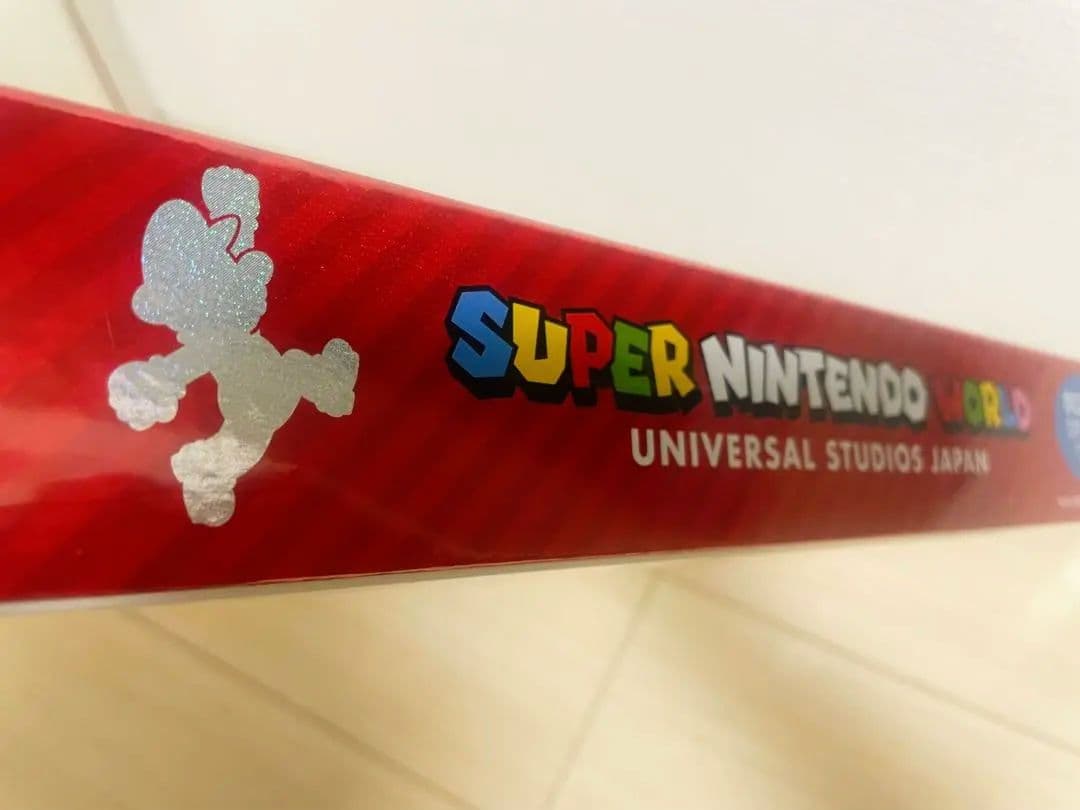 SUPER NINTENDO WORLD
UNIVERSAL STUDIOS JAPAN